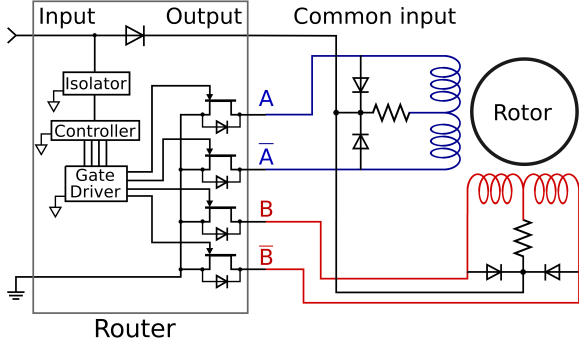 Input
Output
Common input
Isolator
A
Rotor
Controller
A̅
Gate
Driver
B
B̅
Router